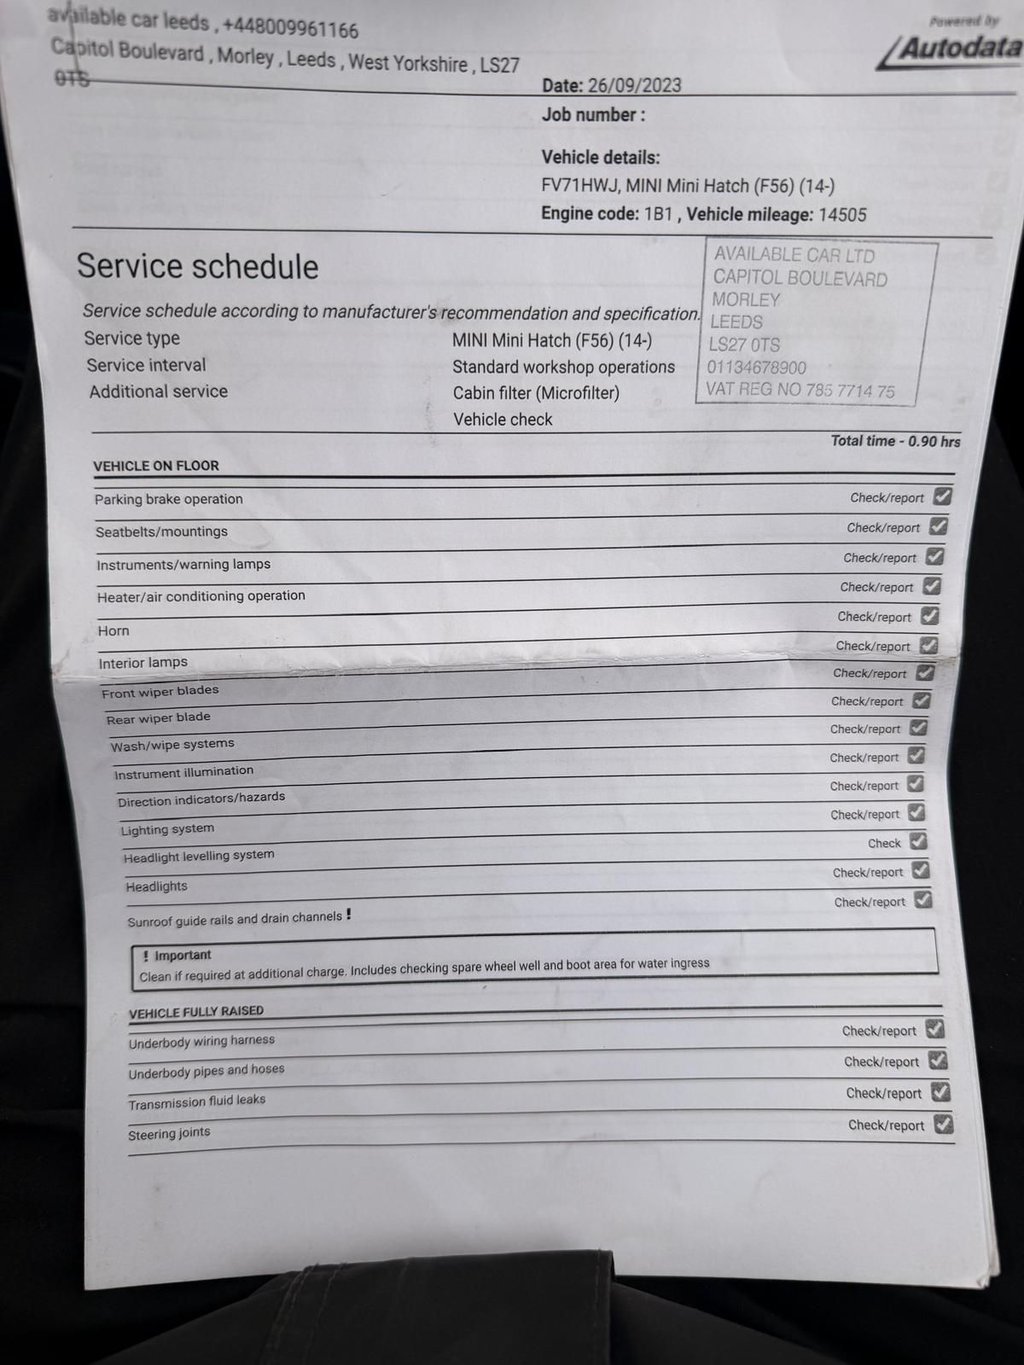 available car leeds , +448009961166
Capitol Boulevard , Morley , Leeds , West Yorkshire , LS27
0TS
Powered by
Autodata
Date: 26/09/2023
Job number :
Vehicle details:
FV71HWJ, MINI Mini Hatch (F56) (14-)
Engine code: 1B1 , Vehicle mileage: 14505
AVAILABLE CAR LTD
CAPITOL BOULEVARD
MORLEY
LEEDS
LS27 0TS
01134678900
VAT REG NO 785 7714 75
Service schedule
Service schedule according to manufacturer's recommendation and specification.
Service type MINI Mini Hatch (F56) (14-)
Service interval Standard workshop operations
Additional service Cabin filter (Microfilter)
Vehicle check
Total time - 0.90 hrs
VEHICLE ON FLOOR
Parking brake operation Check/report
Seatbelts/mountings Check/report
Instruments/warning lamps Check/report
Heater/air conditioning operation Check/report
Horn Check/report
Interior lamps Check/report
Front wiper blades Check/report
Rear wiper blade Check/report
Wash/wipe systems Check/report
Instrument illumination Check/report
Direction indicators/hazards Check/report
Lighting system Check/report
Headlight levelling system Check
Headlights Check/report
Sunroof guide rails and drain channels ! Check/report
! Important
Clean if required at additional charge. Includes checking spare wheel well and boot area for water ingress
VEHICLE FULLY RAISED
Underbody wiring harness Check/report
Underbody pipes and hoses Check/report
Transmission fluid leaks Check/report
Steering joints Check/report